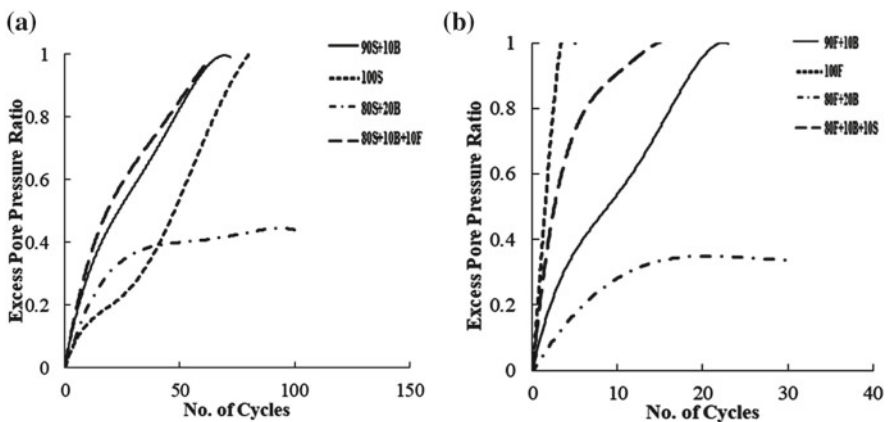 (a)
Excess Pore Pressure Ratio
1
0.8
0.6
0.4
0.2
0
0 50 100 150
No. of Cycles
90S+10B
100S
80S+20B
80S+10B+10F
(b)
Excess Pore Pressure Ratio
1
0.8
0.6
0.4
0.2
0
0 10 20 30 40
No. of Cycles
90F+10B
100F
80F+20B
80F+10B+10S